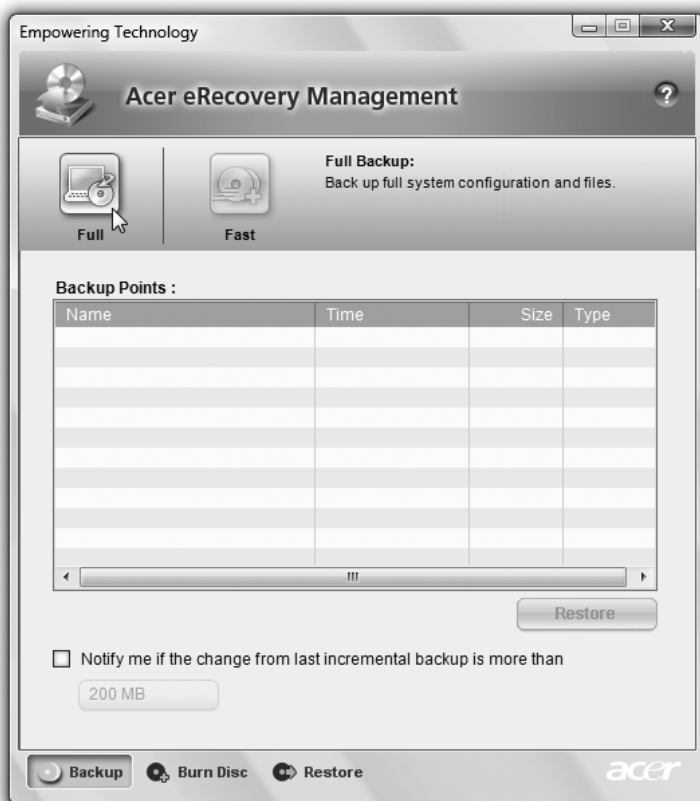 Empowering Technology
Acer eRecovery Management
?
Full Backup:
Back up full system configuration and files.
Full
Fast
Backup Points :
Name Time Size Type
Restore
Notify me if the change from last incremental backup is more than
200 MB
Backup Burn Disc Restore
acer